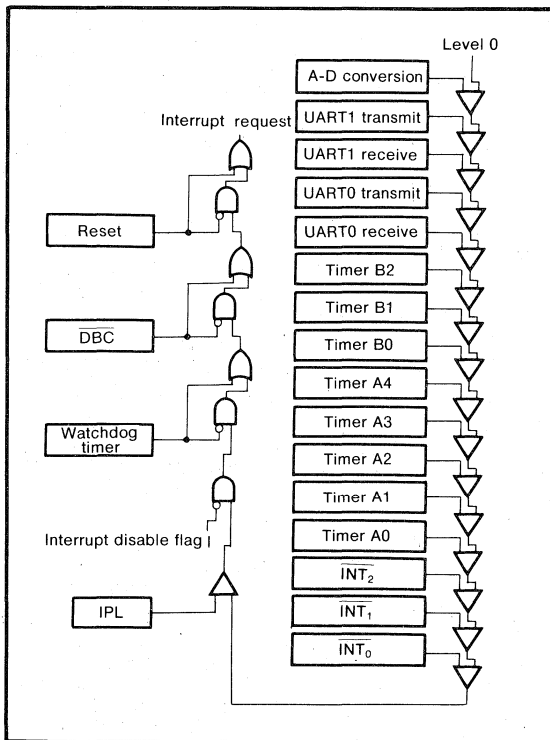 Level 0
A-D conversion
Interrupt request
UART1 transmit
UART1 receive
UART0 transmit
Reset
UART0 receive
Timer B2
Timer B1
DBC
Timer B0
Timer A4
Timer A3
Watchdog
timer
Timer A2
Timer A1
Interrupt disable flag I
Timer A0
INT₂
IPL
INT₁
INT₀